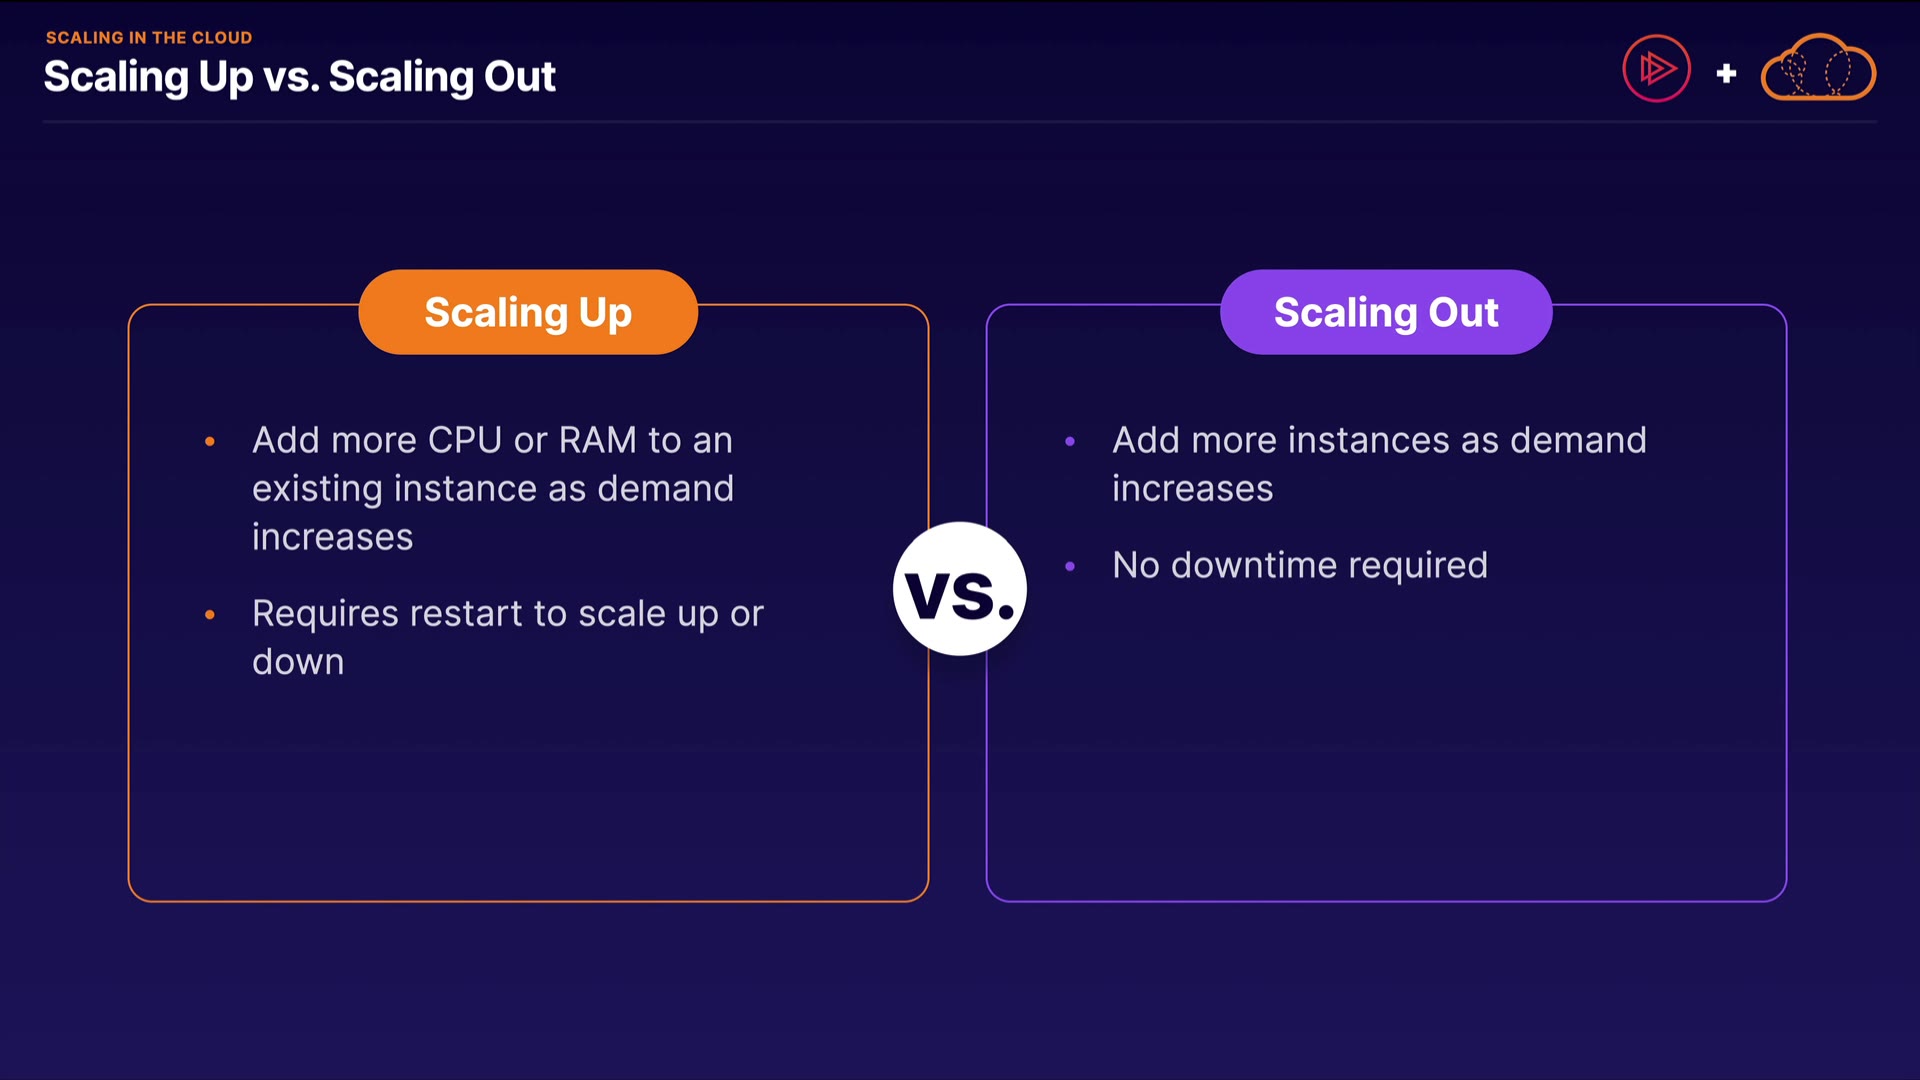 SCALING IN THE CLOUD
Scaling Up vs. Scaling Out
+
Scaling Up
• Add more CPU or RAM to an
existing instance as demand
increases
• Requires restart to scale up or
down
vs.
Scaling Out
• Add more instances as demand
increases
• No downtime required